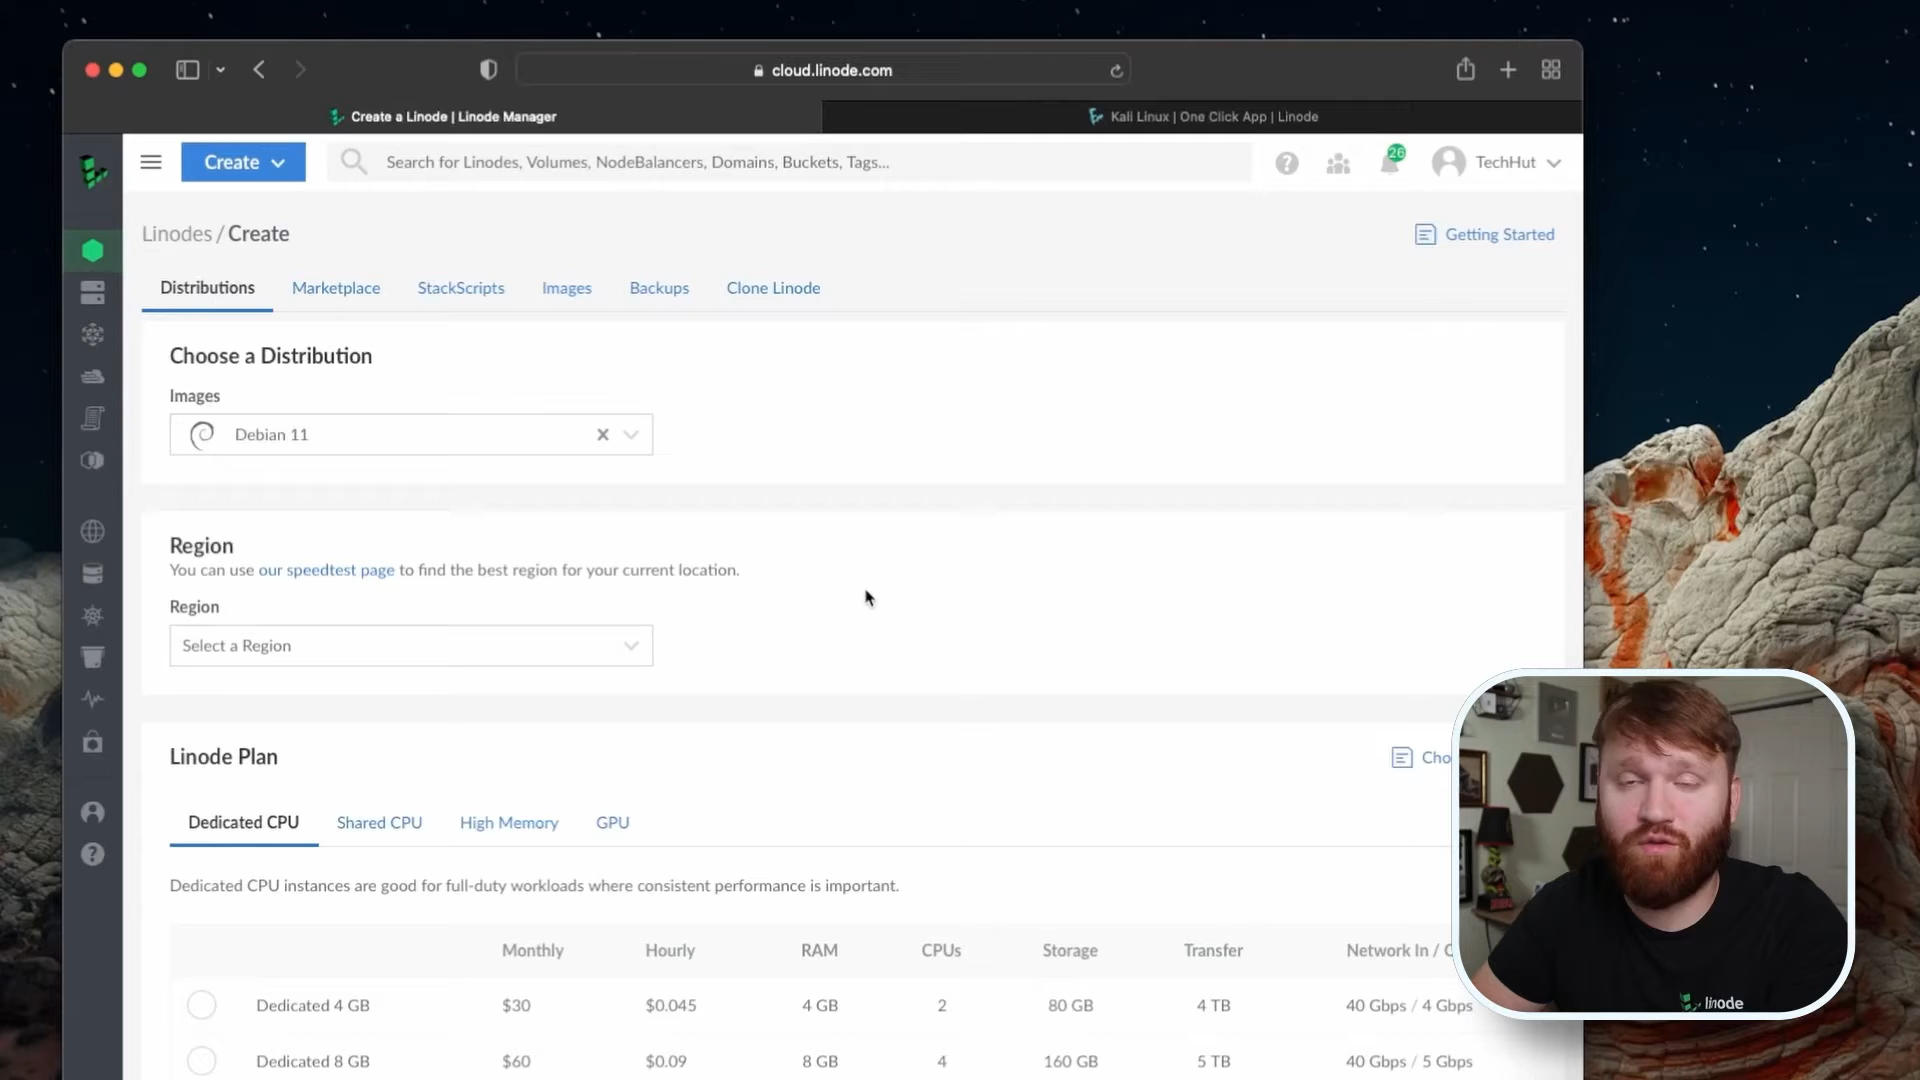 cloud.linode.com
Create a Linode | Linode Manager
Kali Linux | One Click App | Linode
Create
Search for Linodes, Volumes, NodeBalancers, Domains, Buckets, Tags...
26
TechHut
Linodes / Create
Getting Started
Distributions Marketplace StackScripts Images Backups Clone Linode
Choose a Distribution
Images
Debian 11
Region
You can use our speedtest page to find the best region for your current location.
Region
Select a Region
Linode Plan
Cho
Dedicated CPU Shared CPU High Memory GPU
Dedicated CPU instances are good for full-duty workloads where consistent performance is important.
Monthly Hourly RAM CPUs Storage Transfer Network In /
Dedicated 4 GB $30 $0.045 4 GB 2 80 GB 4 TB 40 Gbps / 4 Gbps
Dedicated 8 GB $60 $0.09 8 GB 4 160 GB 5 TB 40 Gbps / 5 Gbps
linode